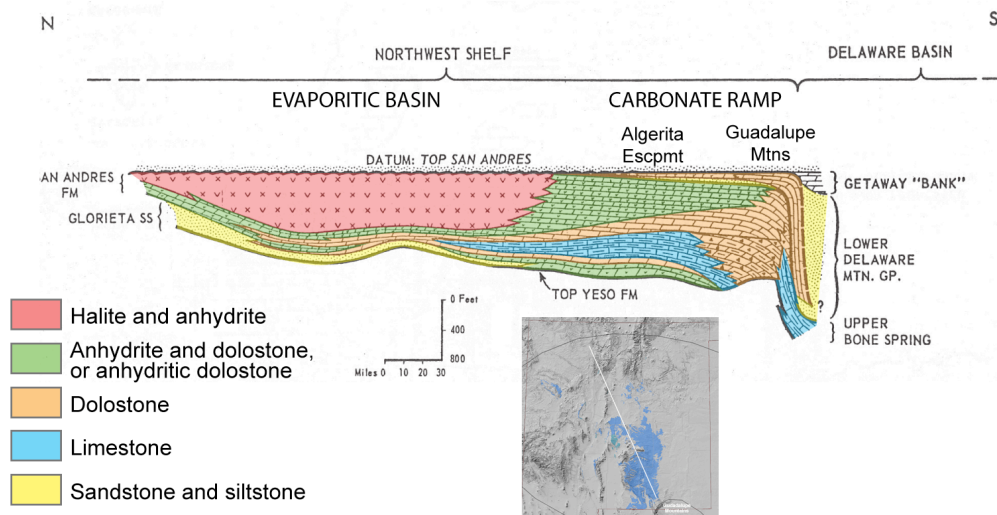 N
S
NORTHWEST SHELF
DELAWARE BASIN
EVAPORITIC BASIN
CARBONATE RAMP
Algerita
Escpmt
Guadalupe
Mtns
DATUM: TOP SAN ANDRES
AN ANDRES
FM
GLORIETA SS
GETAWAY "BANK"
LOWER
DELAWARE
MTN. GP.
?
UPPER
BONE SPRING
TOP YESO FM
0 Feet
400
800
Miles 0 10 20 30
Halite and anhydrite
Anhydrite and dolostone,
or anhydritic dolostone
Dolostone
Limestone
Sandstone and siltstone